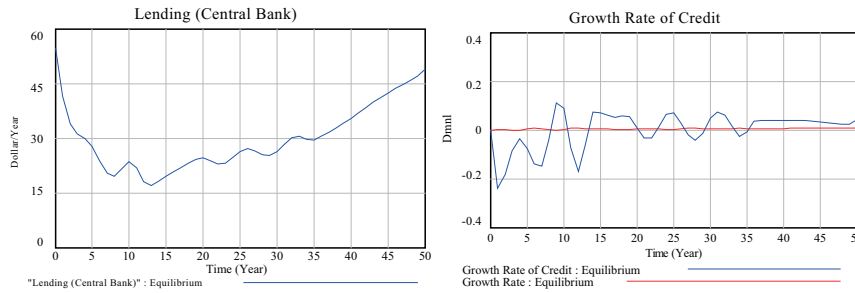 Lending (Central Bank)
60
45
30
15
0
Dollar/Year
0 5 10 15 20 25 30 35 40 45 50
Time (Year)
"Lending (Central Bank)" : Equilibrium
Growth Rate of Credit
0.4
0.2
0
-0.2
-0.4
Dmnl
0 5 10 15 20 25 30 35 40 45 50
Time (Year)
Growth Rate of Credit : Equilibrium
Growth Rate : Equilibrium